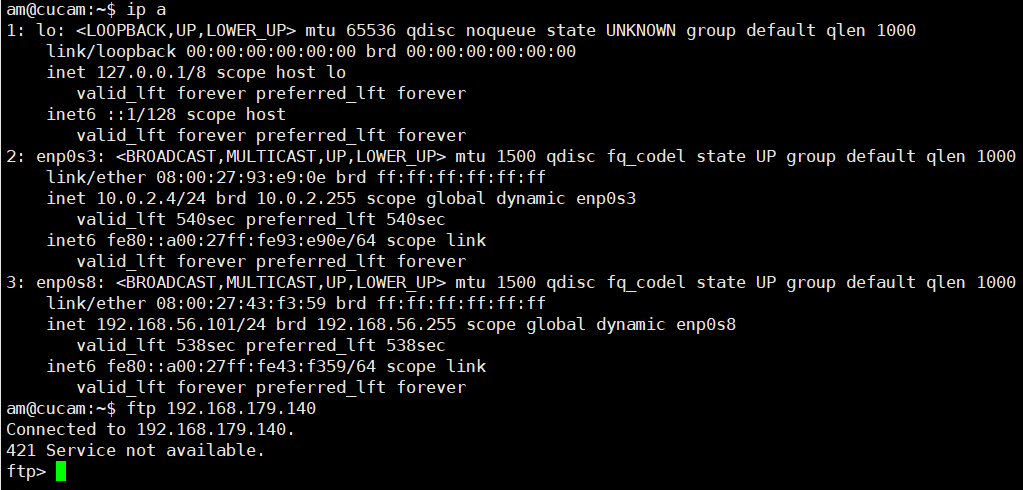 am@cucam:~$ ip a
1: lo: <LOOPBACK,UP,LOWER_UP> mtu 65536 qdisc noqueue state UNKNOWN group default qlen 1000
    link/loopback 00:00:00:00:00:00 brd 00:00:00:00:00:00
    inet 127.0.0.1/8 scope host lo
       valid_lft forever preferred_lft forever
    inet6 ::1/128 scope host
       valid_lft forever preferred_lft forever
2: enp0s3: <BROADCAST,MULTICAST,UP,LOWER_UP> mtu 1500 qdisc fq_codel state UP group default qlen 1000
    link/ether 08:00:27:93:e9:0e brd ff:ff:ff:ff:ff:ff
    inet 10.0.2.4/24 brd 10.0.2.255 scope global dynamic enp0s3
       valid_lft 540sec preferred_lft 540sec
    inet6 fe80::a00:27ff:fe93:e90e/64 scope link
       valid_lft forever preferred_lft forever
3: enp0s8: <BROADCAST,MULTICAST,UP,LOWER_UP> mtu 1500 qdisc fq_codel state UP group default qlen 1000
    link/ether 08:00:27:43:f3:59 brd ff:ff:ff:ff:ff:ff
    inet 192.168.56.101/24 brd 192.168.56.255 scope global dynamic enp0s8
       valid_lft 538sec preferred_lft 538sec
    inet6 fe80::a00:27ff:fe43:f359/64 scope link
       valid_lft forever preferred_lft forever
am@cucam:~$ ftp 192.168.179.140
Connected to 192.168.179.140.
421 Service not available.
ftp>